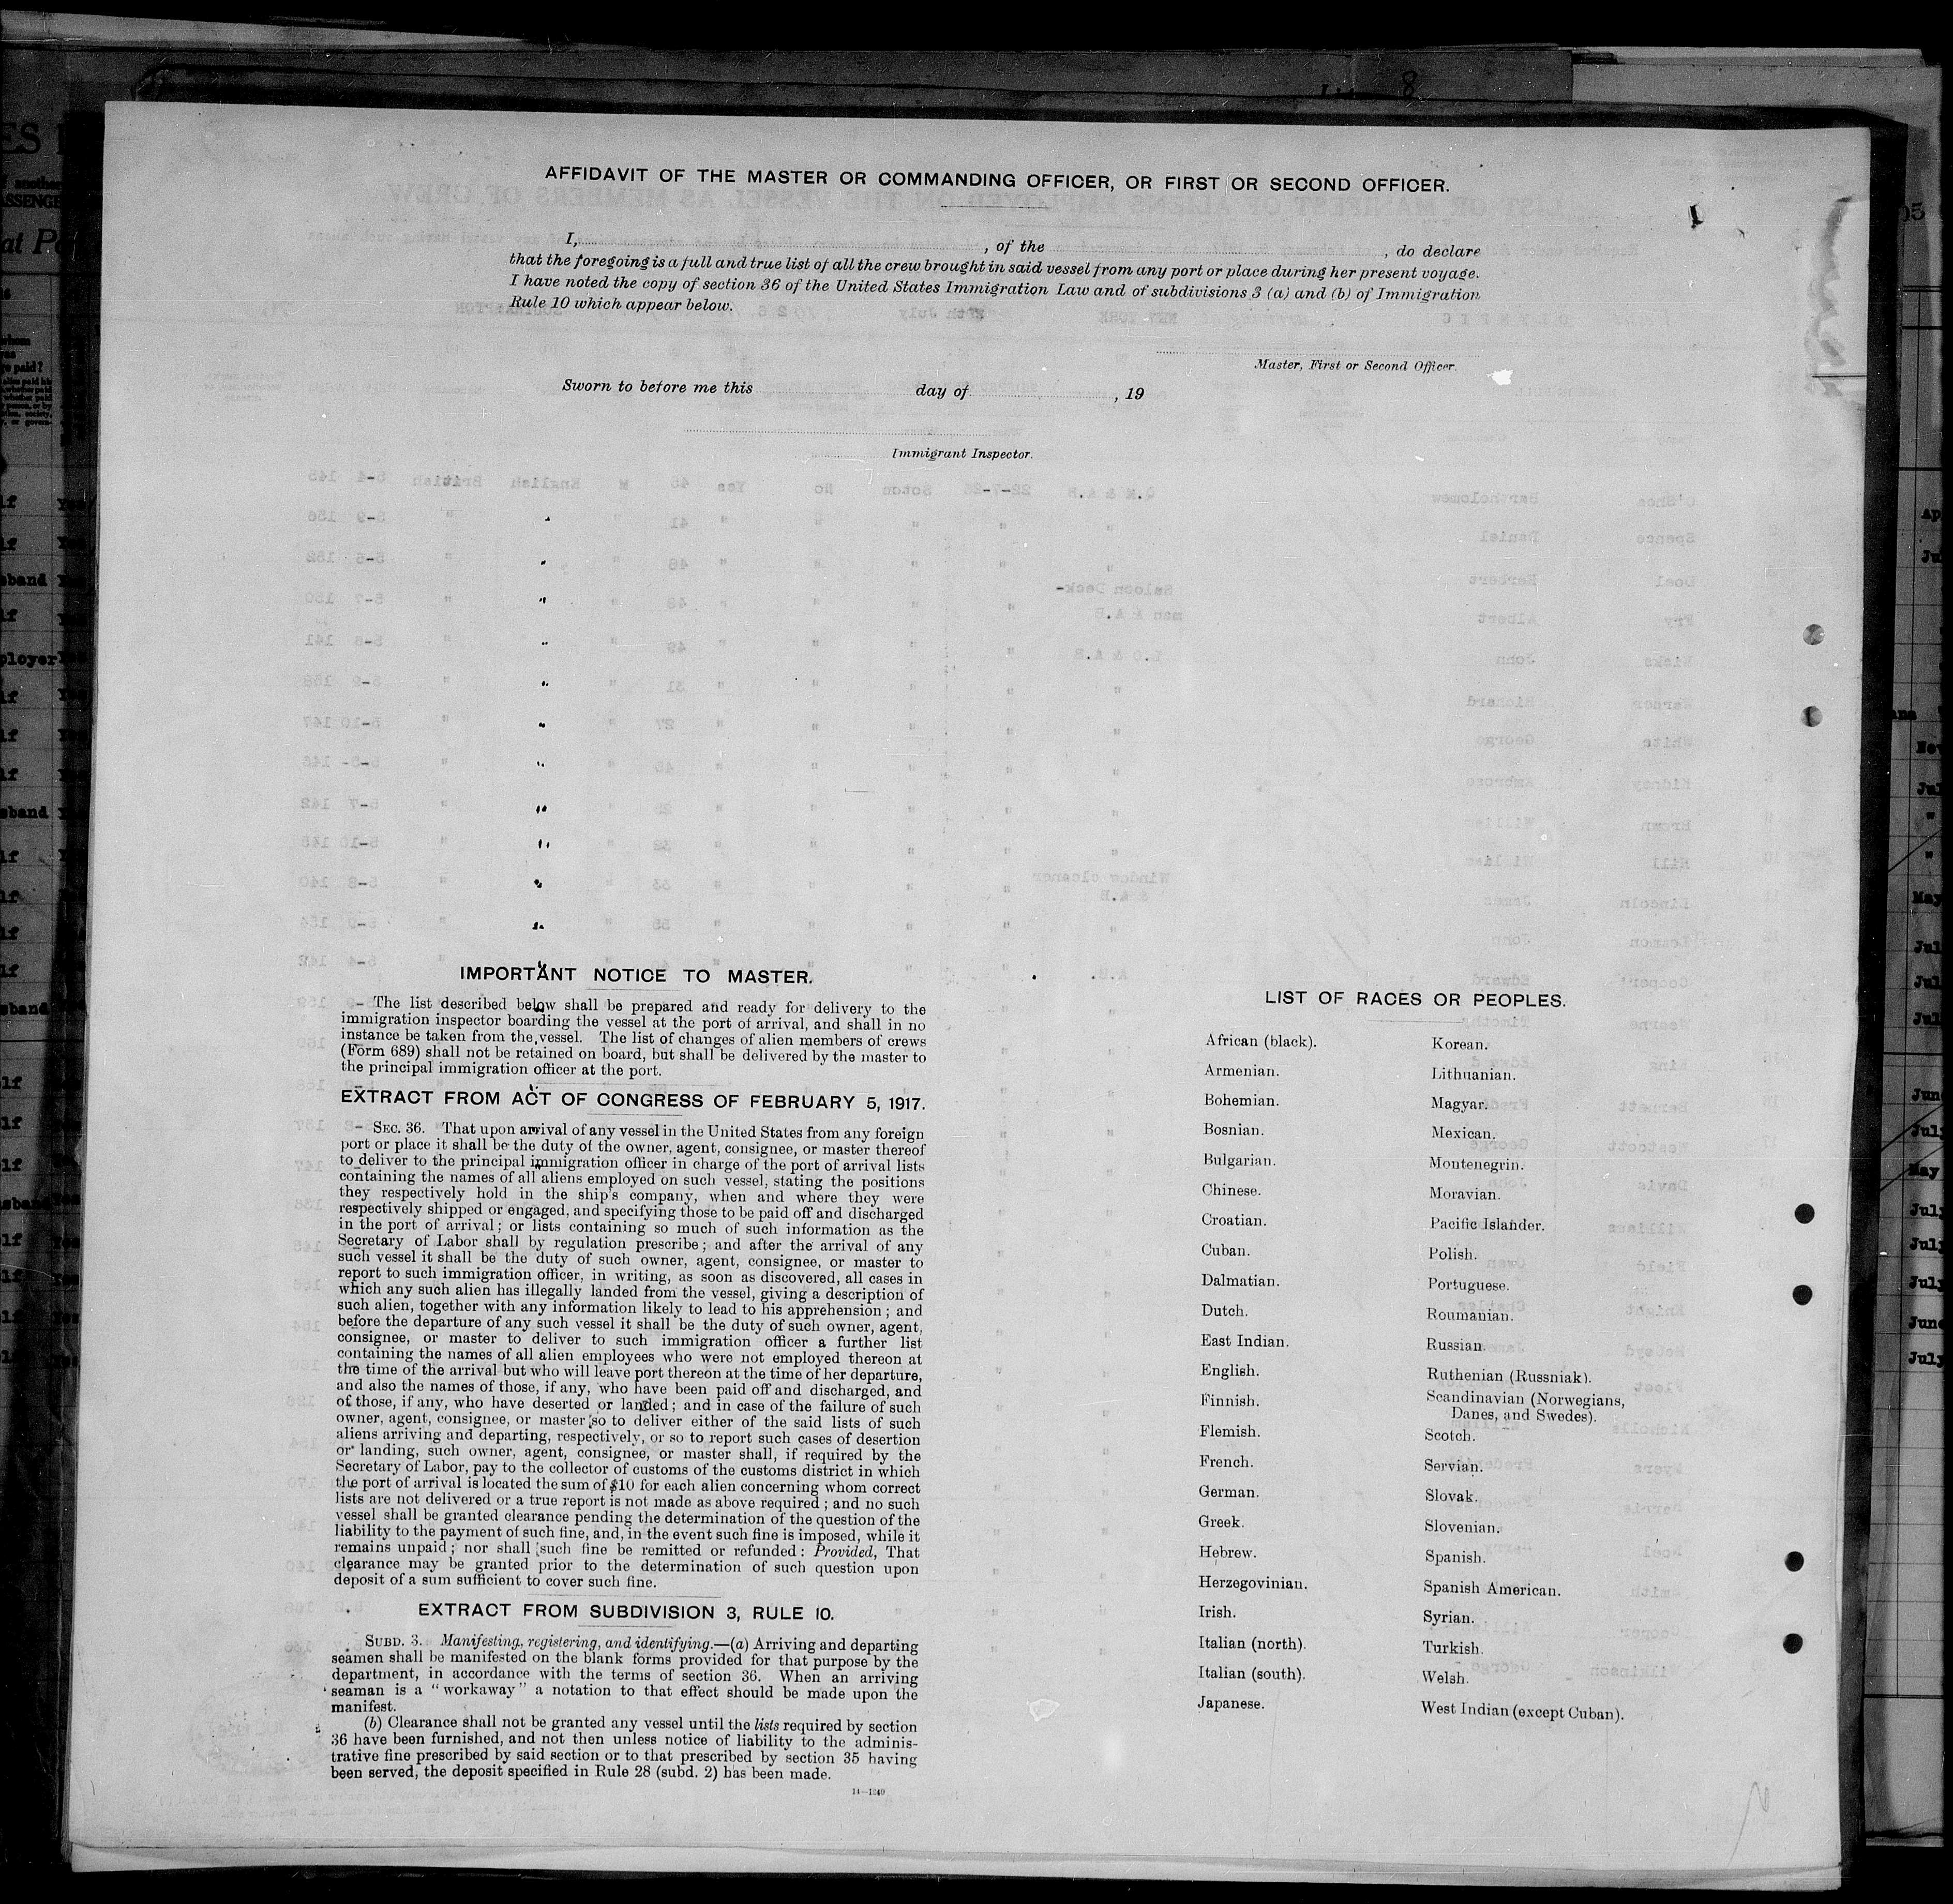 8
AFFIDAVIT OF THE MASTER OR COMMANDING OFFICER, OR FIRST OR SECOND OFFICER.
I, , of the , do declare
that the foregoing is a full and true list of all the crew brought in said vessel from any port or place during her present voyage.
I have noted the copy of section 36 of the United States Immigration Law and of subdivisions 3 (a) and (b) of Immigration
Rule 10 which appear below.
Master, First or Second Officer.
Sworn to before me this day of , 19
Immigrant Inspector.
IMPORTANT NOTICE TO MASTER.
The list described below shall be prepared and ready for delivery to the
immigration inspector boarding the vessel at the port of arrival, and shall in no
instance be taken from the vessel. The list of changes of alien members of crews
(Form 689) shall not be retained on board, but shall be delivered by the master to
the principal immigration officer at the port.
EXTRACT FROM ACT OF CONGRESS OF FEBRUARY 5, 1917.
SEC. 36. That upon arrival of any vessel in the United States from any foreign
port or place it shall be the duty of the owner, agent, consignee, or master thereof
to deliver to the principal immigration officer in charge of the port of arrival lists
containing the names of all aliens employed on such vessel, stating the positions
they respectively hold in the ship's company, when and where they were
respectively shipped or engaged, and specifying those to be paid off and discharged
in the port of arrival; or lists containing so much of such information as the
Secretary of Labor shall by regulation prescribe; and after the arrival of any
such vessel it shall be the duty of such owner, agent, consignee, or master to
report to such immigration officer, in writing, as soon as discovered, all cases in
which any such alien has illegally landed from the vessel, giving a description of
such alien, together with any information likely to lead to his apprehension; and
before the departure of any such vessel it shall be the duty of such owner, agent,
consignee, or master to deliver to such immigration officer a further list
containing the names of all alien employees who were not employed thereon at
the time of the arrival but who will leave port thereon at the time of her departure,
and also the names of those, if any, who have been paid off and discharged, and
of those, if any, who have deserted or landed; and in case of the failure of such
owner, agent, consignee, or master so to deliver either of the said lists of such
aliens arriving and departing, respectively, or so to report such cases of desertion
or landing, such owner, agent, consignee, or master shall, if required by the
Secretary of Labor, pay to the collector of customs of the customs district in which
the port of arrival is located the sum of $10 for each alien concerning whom correct
lists are not delivered or a true report is not made as above required; and no such
vessel shall be granted clearance pending the determination of the question of the
liability to the payment of such fine, and, in the event such fine is imposed, while it
remains unpaid; nor shall such fine be remitted or refunded: Provided, That
clearance may be granted prior to the determination of such question upon
deposit of a sum sufficient to cover such fine.
EXTRACT FROM SUBDIVISION 3, RULE 10.
SUBD. 3. Manifesting, registering, and identifying.—(a) Arriving and departing
seamen shall be manifested on the blank forms provided for that purpose by the
department, in accordance with the terms of section 36. When an arriving
seaman is a "workaway" a notation to that effect should be made upon the
manifest.
(b) Clearance shall not be granted any vessel until the lists required by section
36 have been furnished, and not then unless notice of liability to the adminis-
trative fine prescribed by said section or to that prescribed by section 35 having
been served, the deposit specified in Rule 28 (subd. 2) has been made.
14—1240
LIST OF RACES OR PEOPLES.
African (black).
Armenian.
Bohemian.
Bosnian.
Bulgarian.
Chinese.
Croatian.
Cuban.
Dalmatian.
Dutch.
East Indian.
English.
Finnish.
Flemish.
French.
German.
Greek.
Hebrew.
Herzegovinian.
Irish.
Italian (north).
Italian (south).
Japanese.
Korean.
Lithuanian.
Magyar.
Mexican.
Montenegrin.
Moravian.
Pacific Islander.
Polish.
Portuguese.
Roumanian.
Russian.
Ruthenian (Russniak).
Scandinavian (Norwegians,
Danes, and Swedes).
Scotch.
Servian.
Slovak.
Slovenian.
Spanish.
Spanish American.
Syrian.
Turkish.
Welsh.
West Indian (except Cuban).